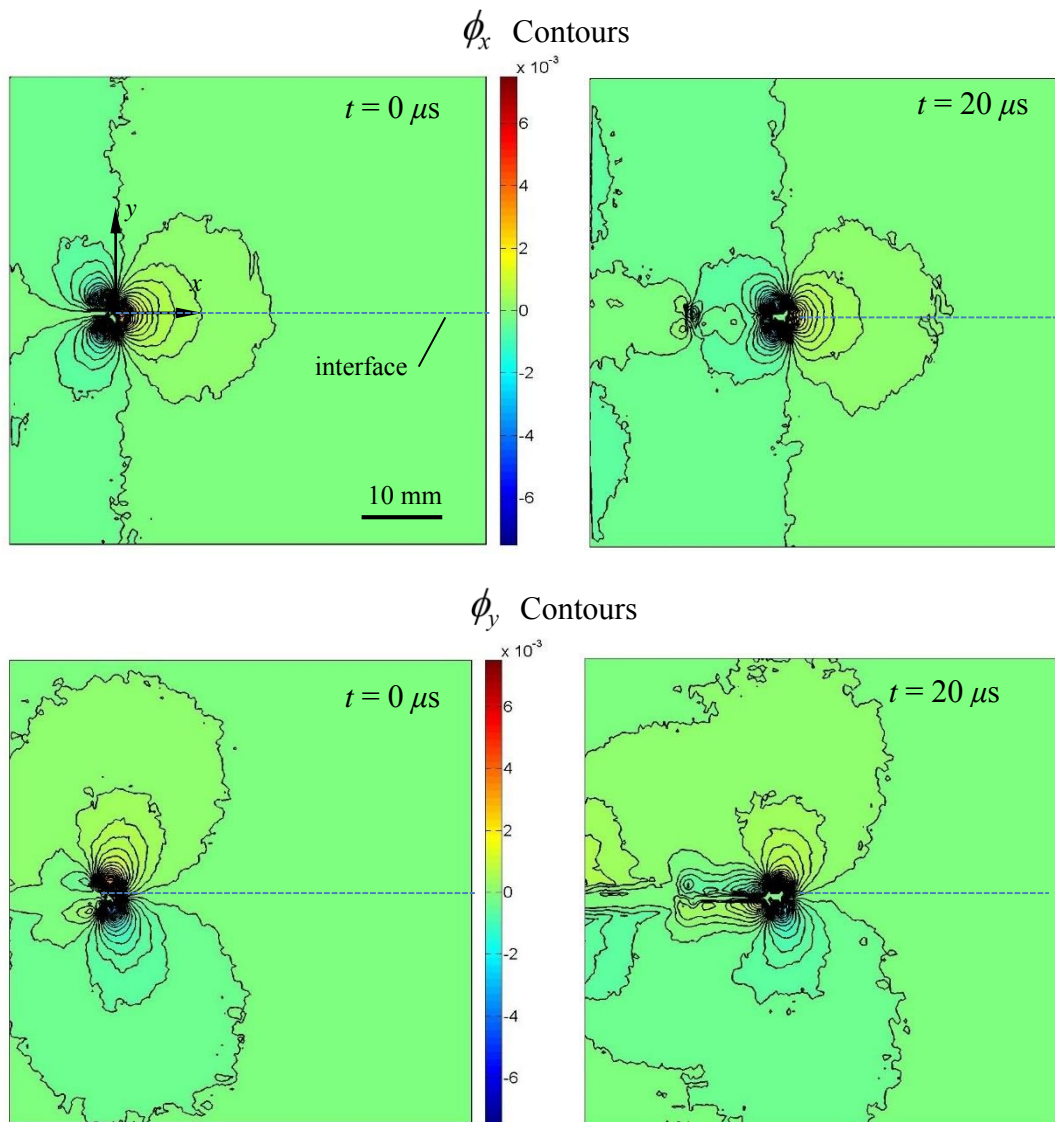 ϕx Contours
x 10⁻³
t = 0 μs
t = 20 μs
6
4
y
2
x
0
interface
-2
-4
10 mm
-6
ϕy Contours
x 10⁻³
t = 0 μs
t = 20 μs
6
4
2
0
-2
-4
-6